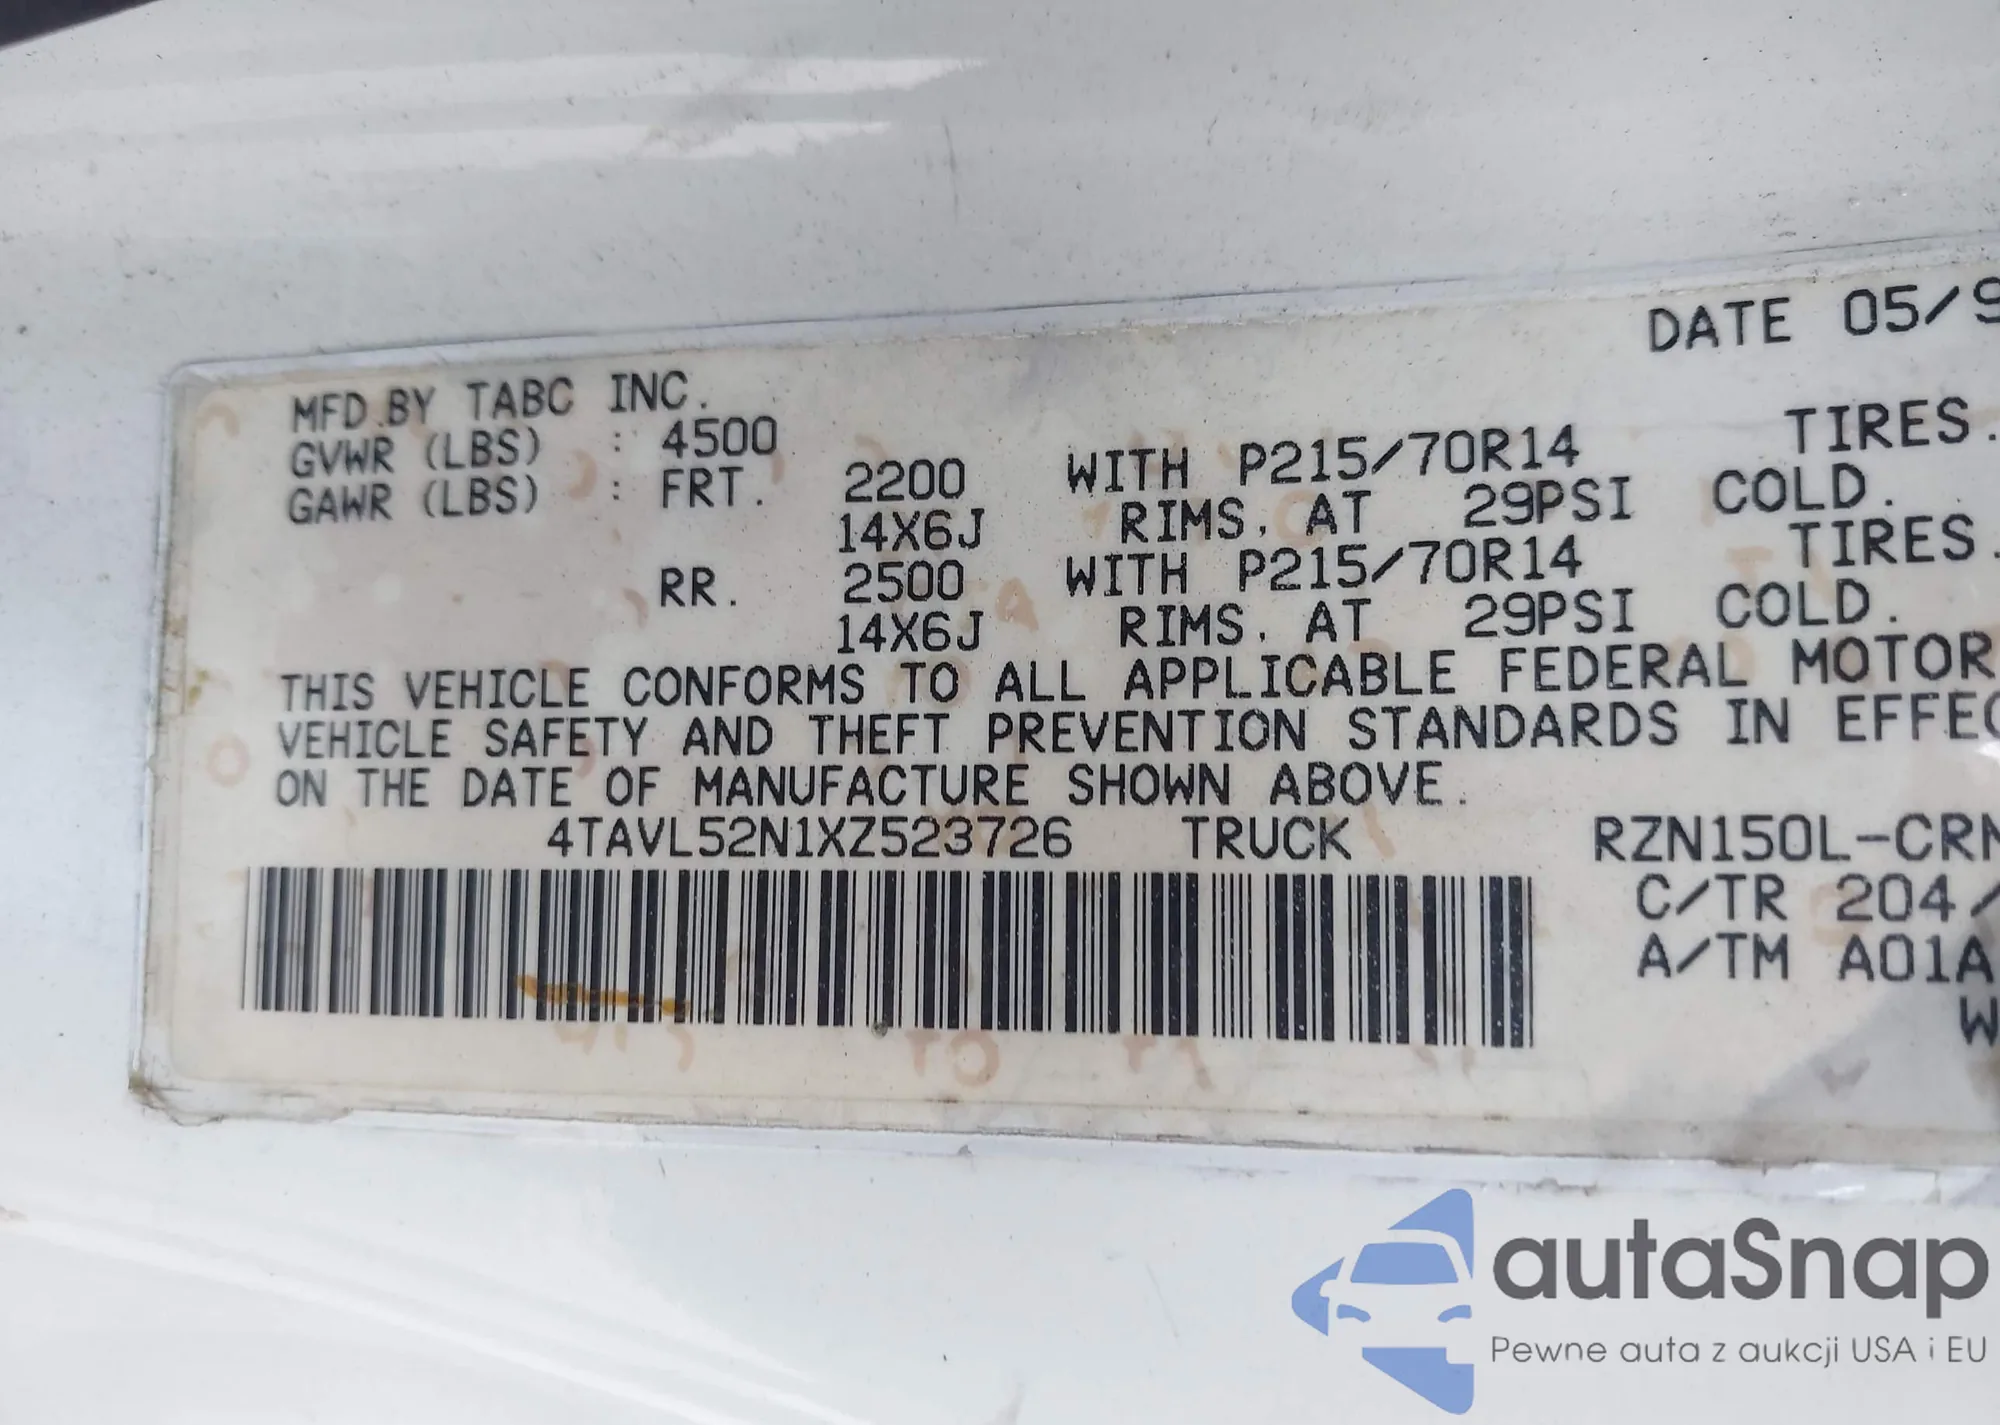 DATE 05/9
MFD.BY TABC INC.
GVWR (LBS) : 4500
GAWR (LBS) : FRT. 2200 WITH P215/70R14 TIRES.
14X6J RIMS. AT 29PSI COLD.
RR. 2500 WITH P215/70R14 TIRES.
14X6J RIMS. AT 29PSI COLD.
THIS VEHICLE CONFORMS TO ALL APPLICABLE FEDERAL MOTOR
VEHICLE SAFETY AND THEFT PREVENTION STANDARDS IN EFFEC
ON THE DATE OF MANUFACTURE SHOWN ABOVE.
4TAVL52N1XZ523726 TRUCK RZN150L-CRM
C/TR 204/
A/TM A01A
W
autaSnap
Pewne auta z aukcji USA i EU